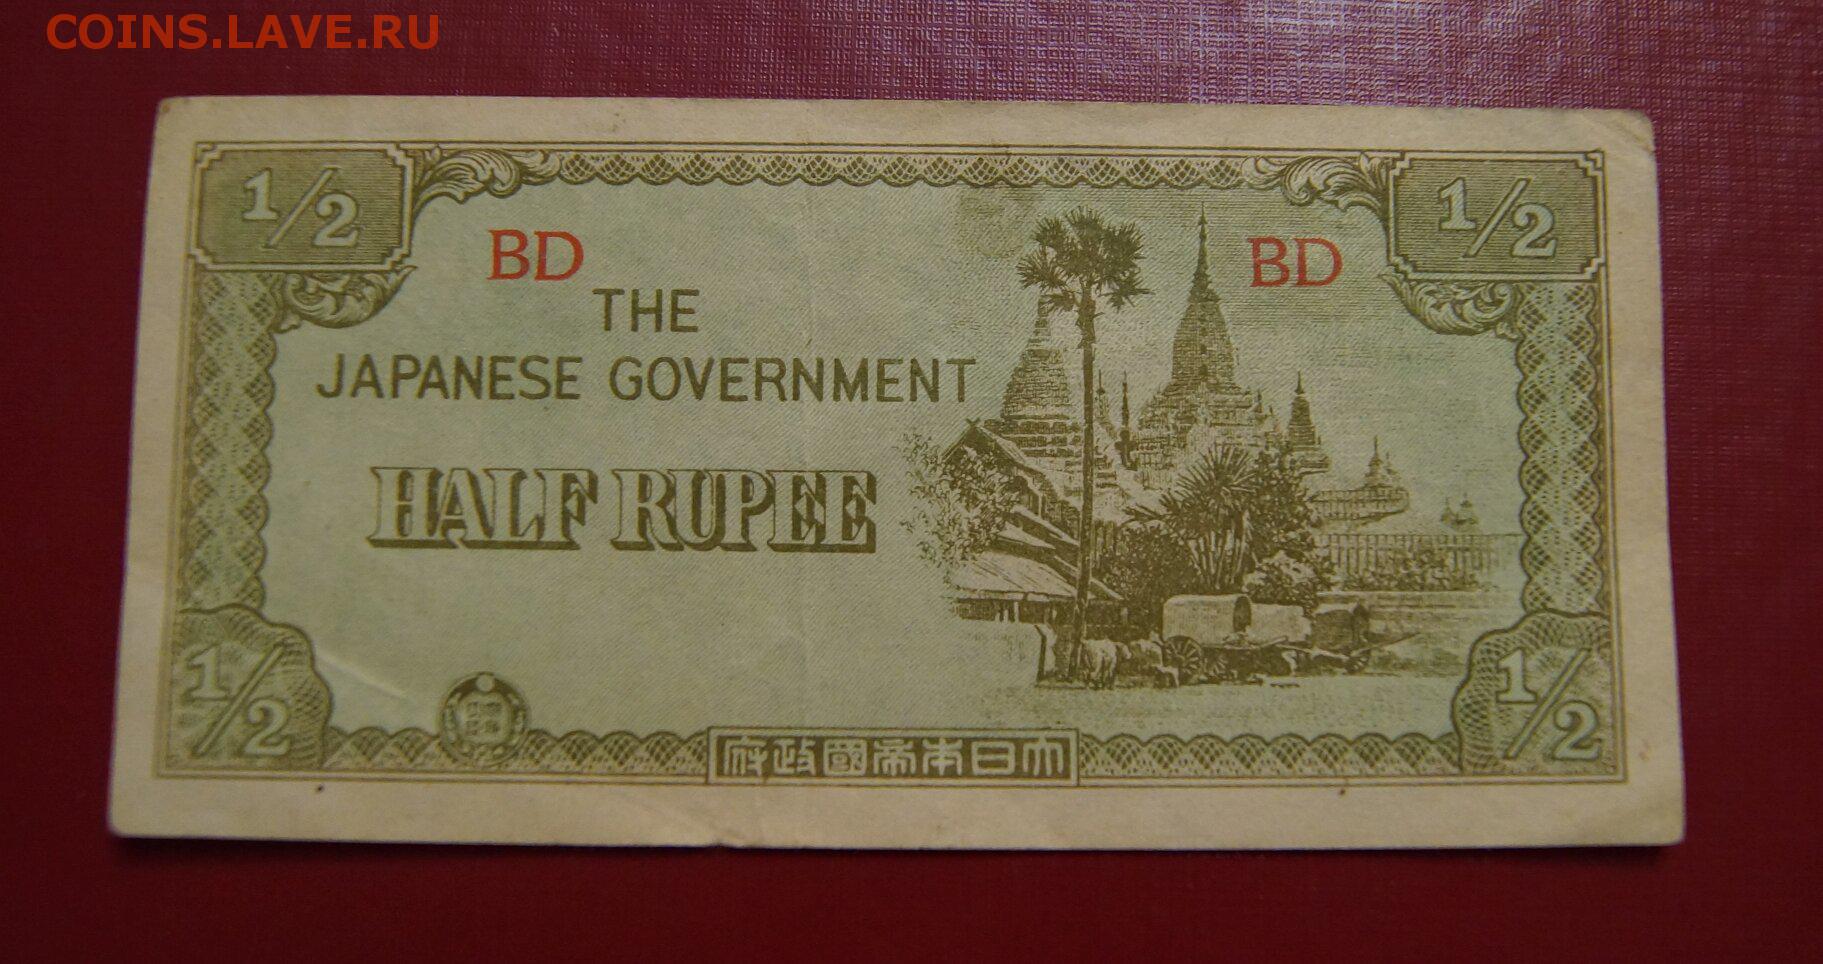 COINS.LAVE.RU
1/2
1/2
BD
BD
THE
JAPANESE GOVERNMENT
HALF RUPEE
1/2
1/2
府政國帝本日大